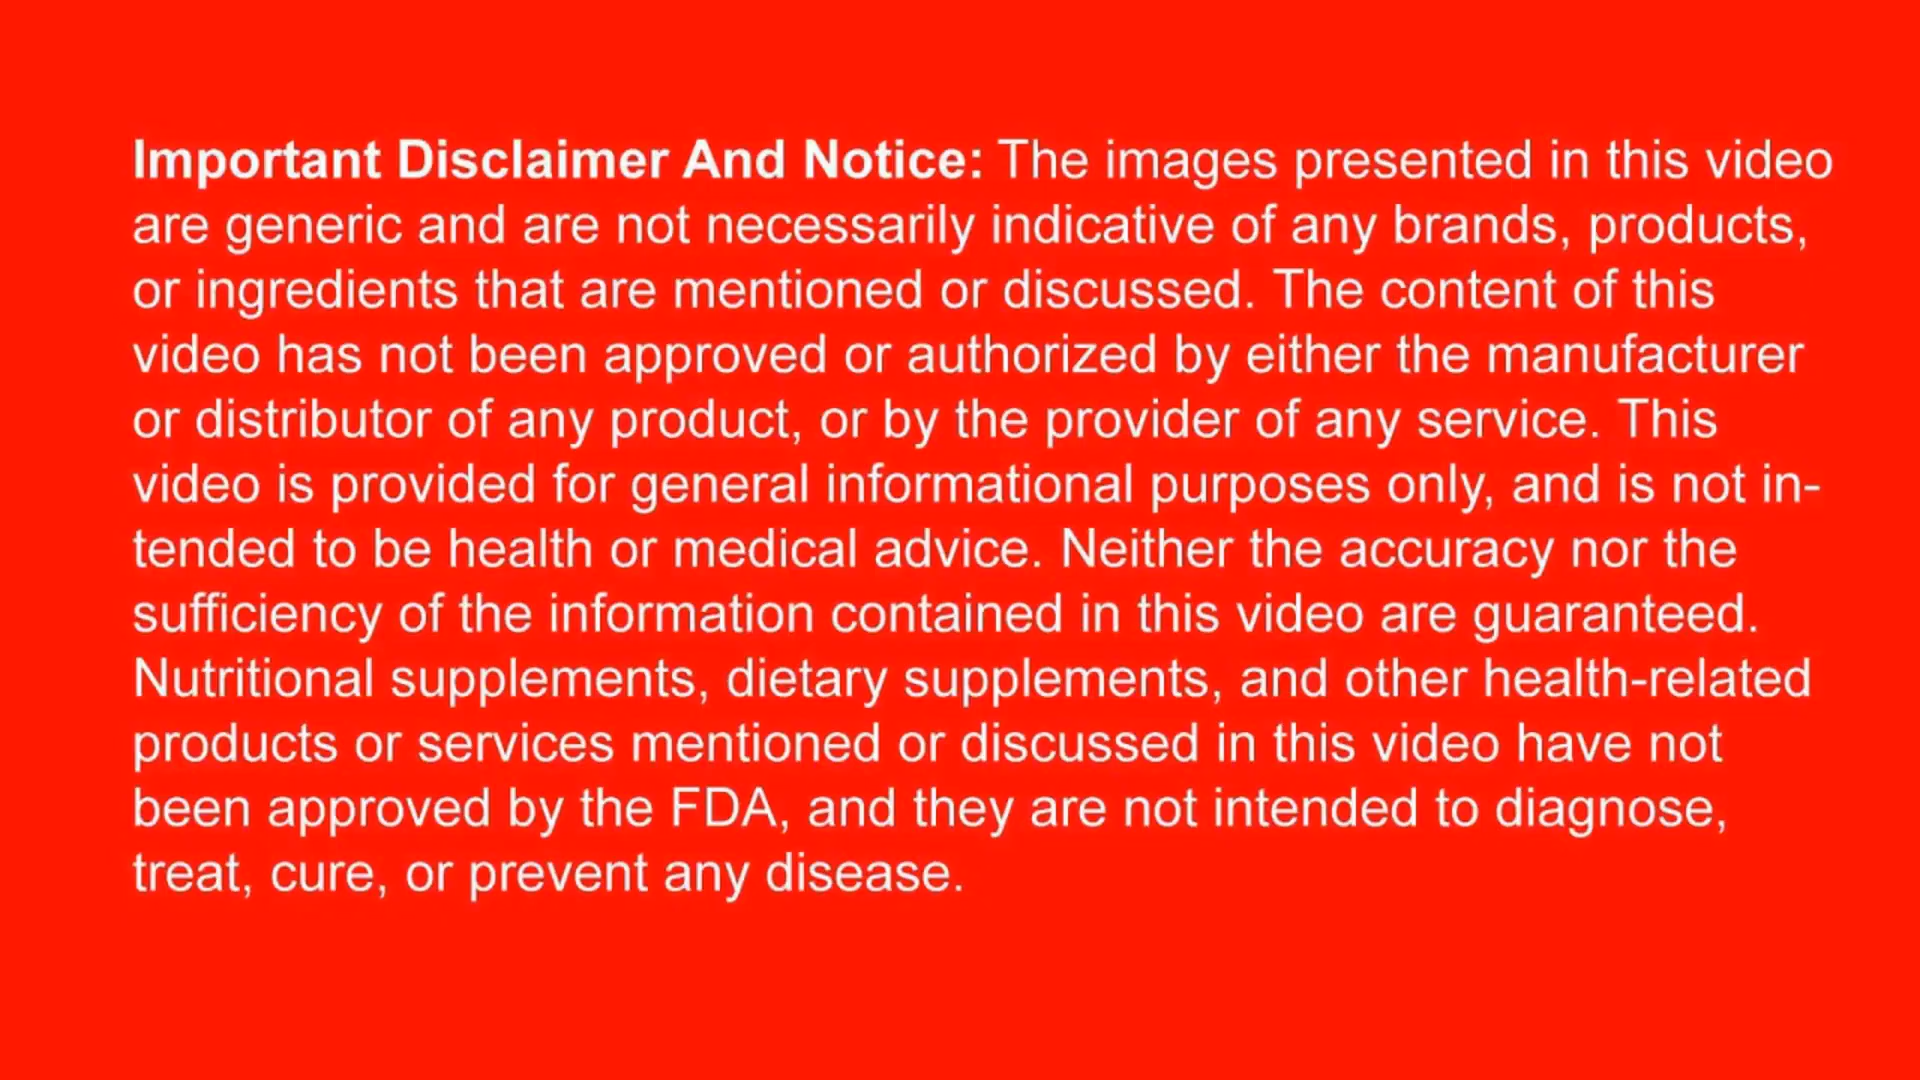 Important Disclaimer And Notice: The images presented in this video
are generic and are not necessarily indicative of any brands, products,
or ingredients that are mentioned or discussed. The content of this
video has not been approved or authorized by either the manufacturer
or distributor of any product, or by the provider of any service. This
video is provided for general informational purposes only, and is not in-
tended to be health or medical advice. Neither the accuracy nor the
sufficiency of the information contained in this video are guaranteed.
Nutritional supplements, dietary supplements, and other health-related
products or services mentioned or discussed in this video have not
been approved by the FDA, and they are not intended to diagnose,
treat, cure, or prevent any disease.